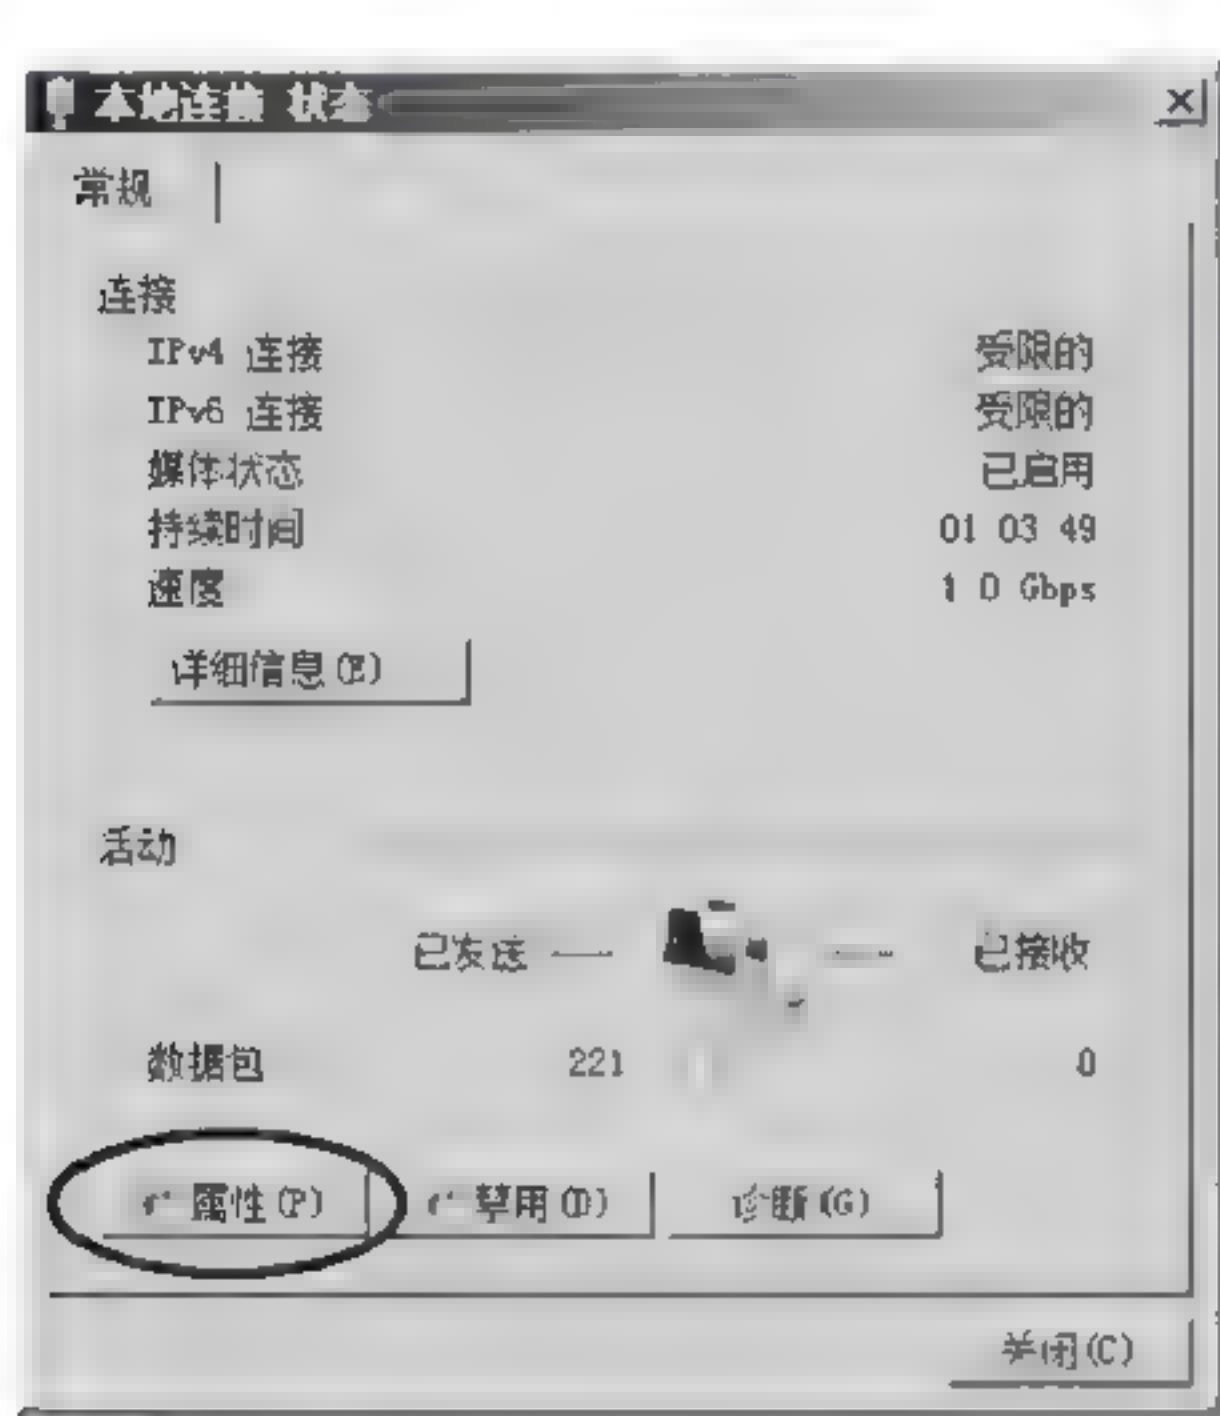 本地连接 状态
常规
连接
IPv4 连接 受限的
IPv6 连接 受限的
媒体状态 已启用
持续时间 01 03 49
速度 1 0 Gbps
详细信息(E)
活动
已发送 — — 已接收
数据包 221 0
属性(P) 禁用(D) 诊断(G)
关闭(C)